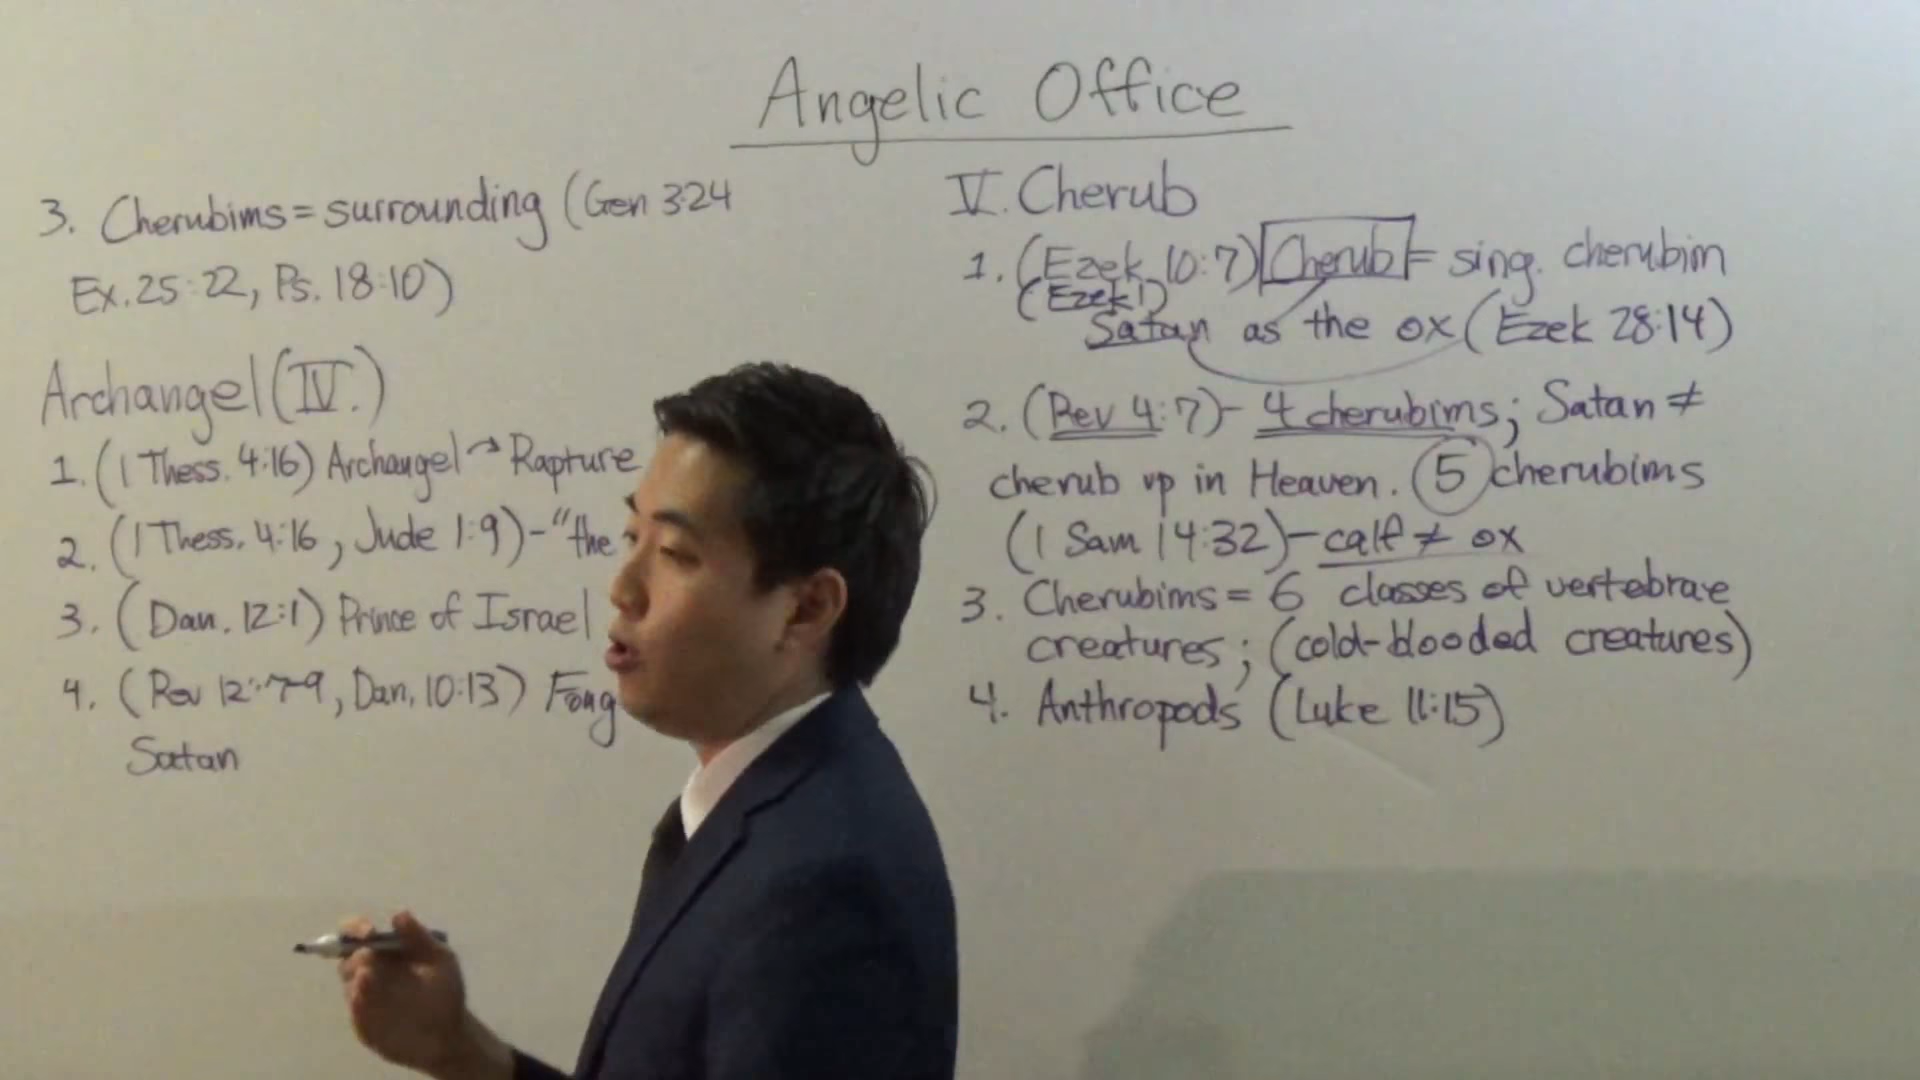 Angelic Office
3. Cherubims = surrounding (Gen 3:24
Ex. 25:22, Ps. 18:10)
Archangel (IV.)
1. (1 Thess. 4:16) Archangel → Rapture
2. (1 Thess. 4:16, Jude 1:9) - "the
3. (Dan. 12:1) Prince of Israel
4. (Rev 12:7-9, Dan. 10:13) Foug
Satan
V. Cherub
1. (Ezek. 10:7) Cherub = sing. cherubim
(Ezek 1)
Satan as the ox (Ezek 28:14)
2. (Rev 4:7) - 4 cherubims; Satan ≠
cherub up in Heaven. 5 cherubims
(1 Sam 14:32) - calf ≠ ox
3. Cherubims = 6 classes of vertebrae
creatures; (cold-blooded creatures)
4. Anthropods (Luke 11:15)